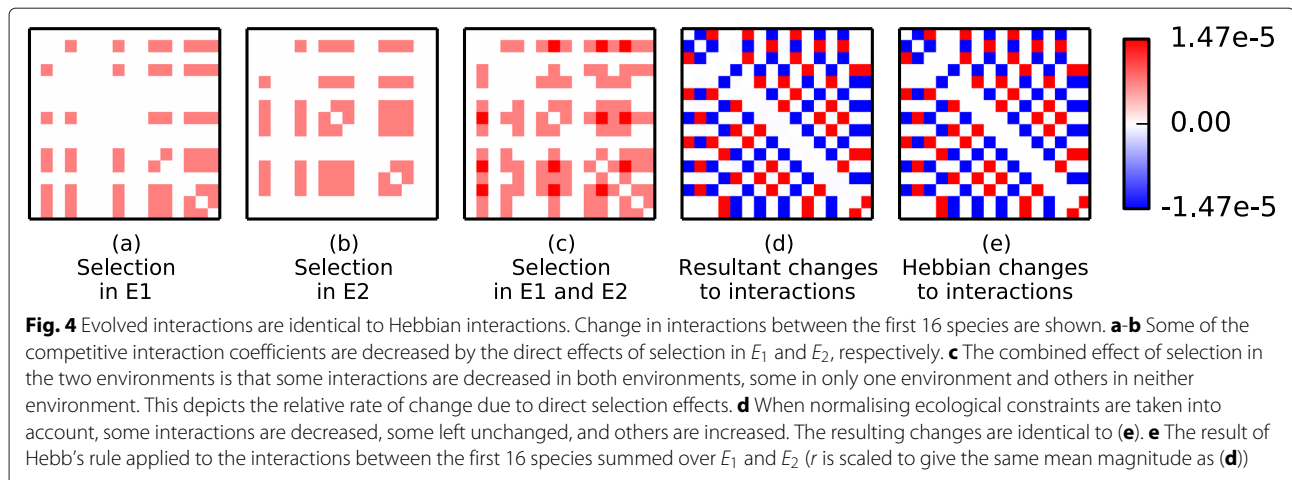 1.47e-5
0.00
-1.47e-5
(a)
Selection
in E1
(b)
Selection
in E2
(c)
Selection
in E1 and E2
(d)
Resultant changes
to interactions
(e)
Hebbian changes
to interactions
Fig. 4 Evolved interactions are identical to Hebbian interactions. Change in interactions between the first 16 species are shown. a-b Some of the
competitive interaction coefficients are decreased by the direct effects of selection in E1 and E2, respectively. c The combined effect of selection in
the two environments is that some interactions are decreased in both environments, some in only one environment and others in neither
environment. This depicts the relative rate of change due to direct selection effects. d When normalising ecological constraints are taken into
account, some interactions are decreased, some left unchanged, and others are increased. The resulting changes are identical to (e). e The result of
Hebb's rule applied to the interactions between the first 16 species summed over E1 and E2 (r is scaled to give the same mean magnitude as (d))